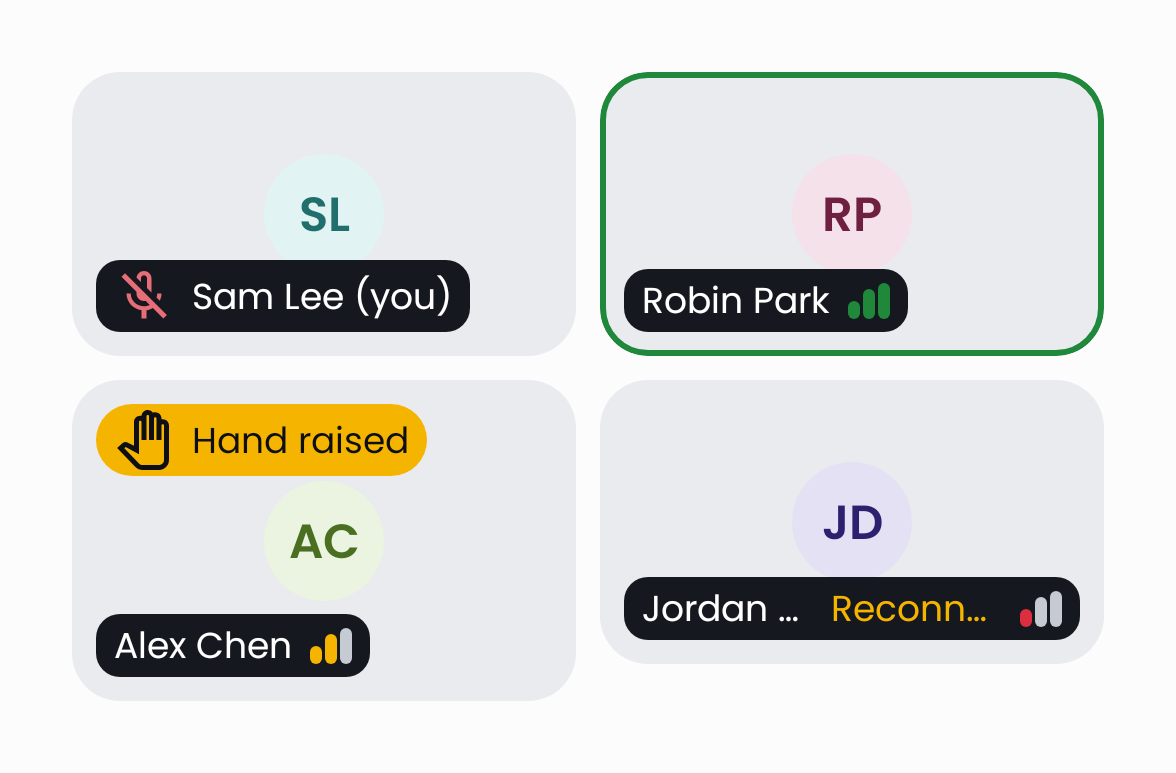 SL
Sam Lee (you)
RP
Robin Park
Hand raised
AC
Alex Chen
JD
Jordan ... Reconn...